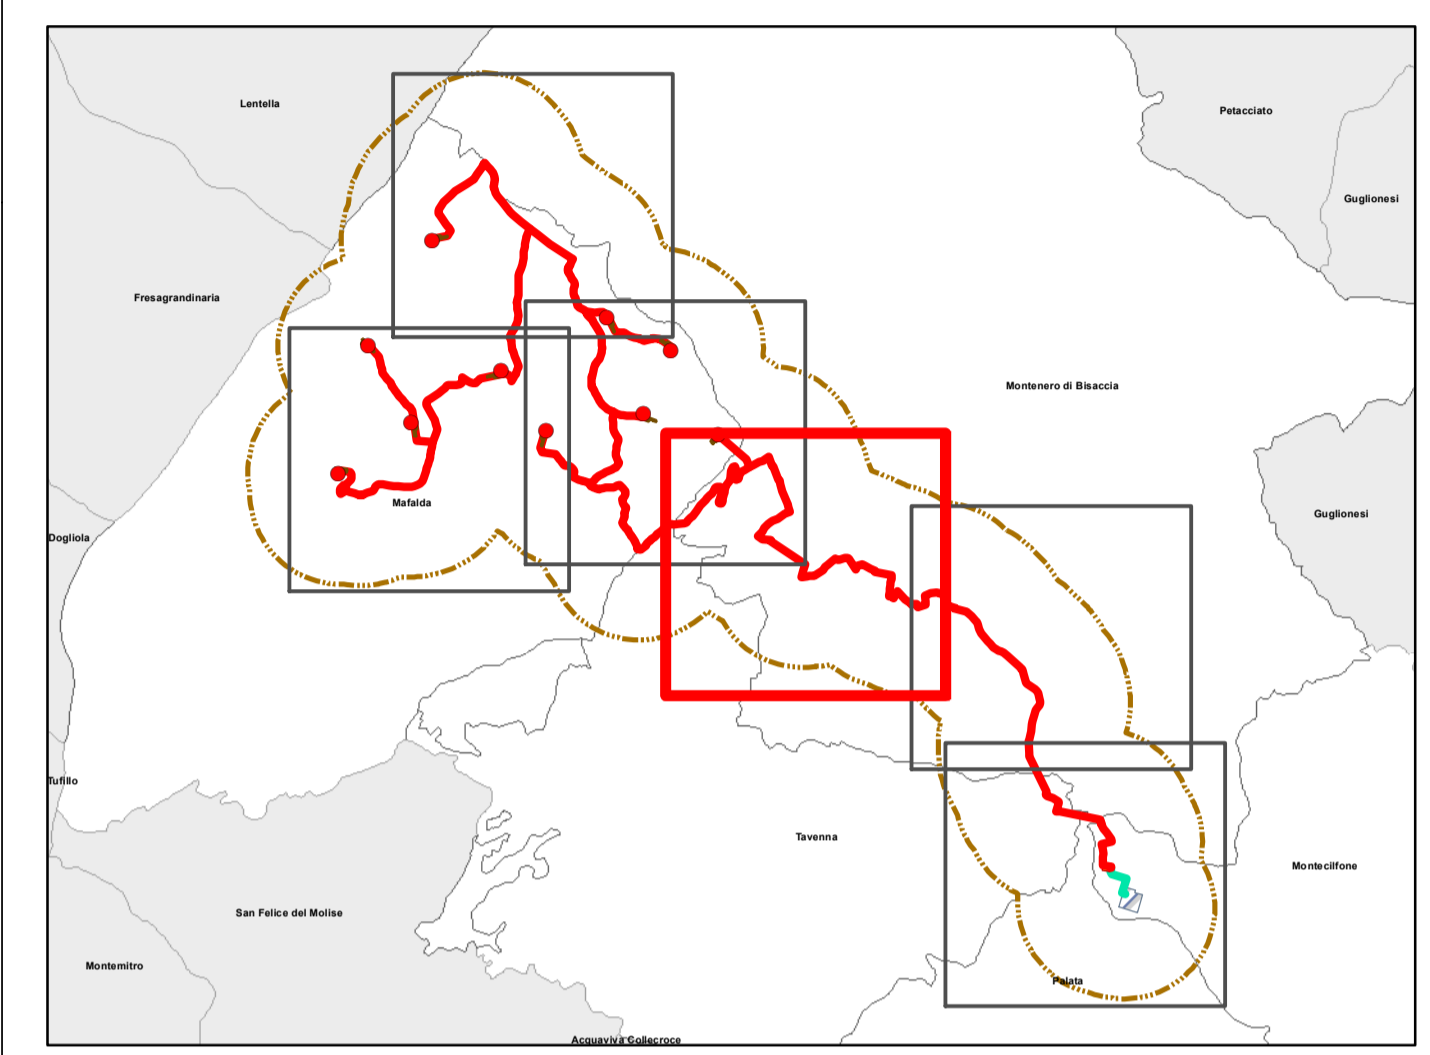 Lentella
Petacciato
Guglionesi
Fresagrandinaria
Montenero di Bisaccia
Mafalda
Guglionesi
Dogliola
Tufillo
Tavenna
Montecilfone
San Felice del Molise
Montemitro
Palata
Acquaviva Collecroce